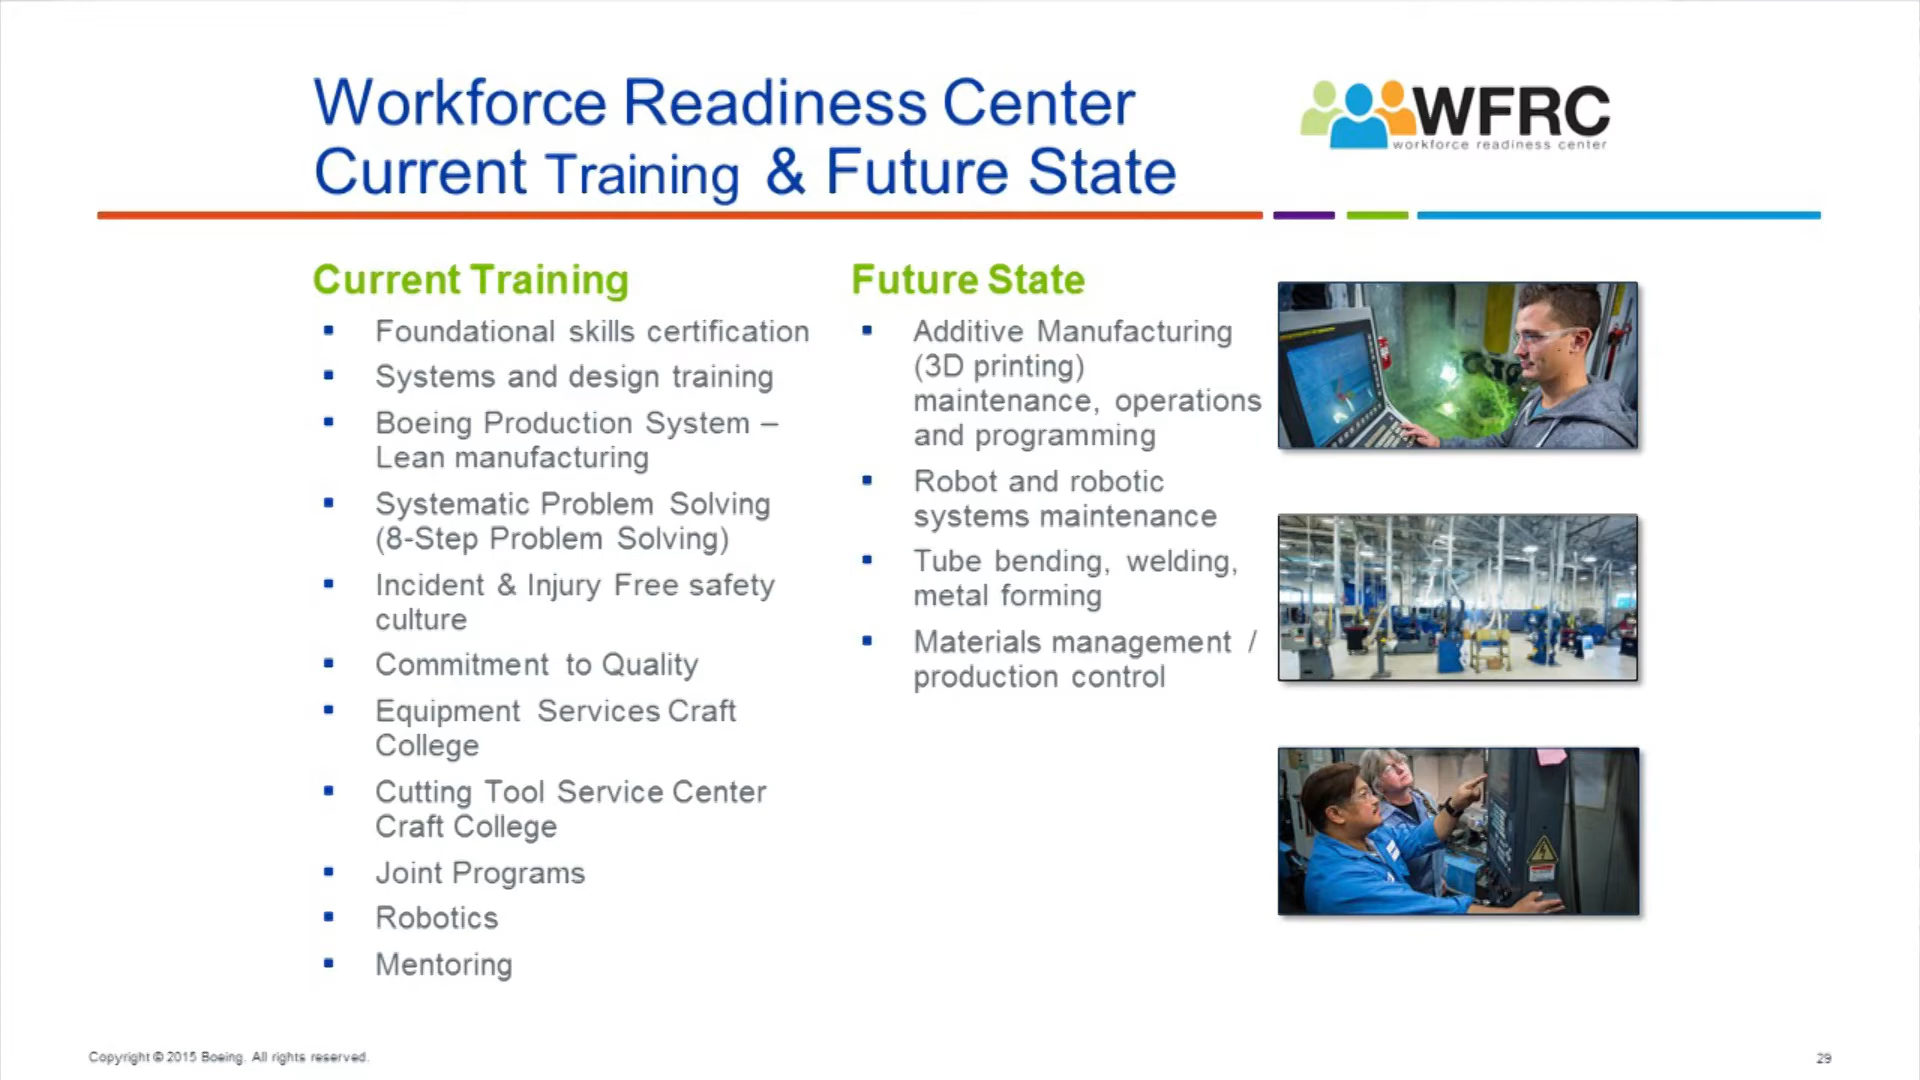 Workforce Readiness Center
Current Training & Future State
WFRC
workforce readiness center
Current Training
Foundational skills certification
Systems and design training
Boeing Production System –
Lean manufacturing
Systematic Problem Solving
(8-Step Problem Solving)
Incident & Injury Free safety
culture
Commitment to Quality
Equipment Services Craft
College
Cutting Tool Service Center
Craft College
Joint Programs
Robotics
Mentoring
Future State
Additive Manufacturing
(3D printing)
maintenance, operations
and programming
Robot and robotic
systems maintenance
Tube bending, welding,
metal forming
Materials management /
production control
Copyright © 2015 Boeing. All rights reserved.
29